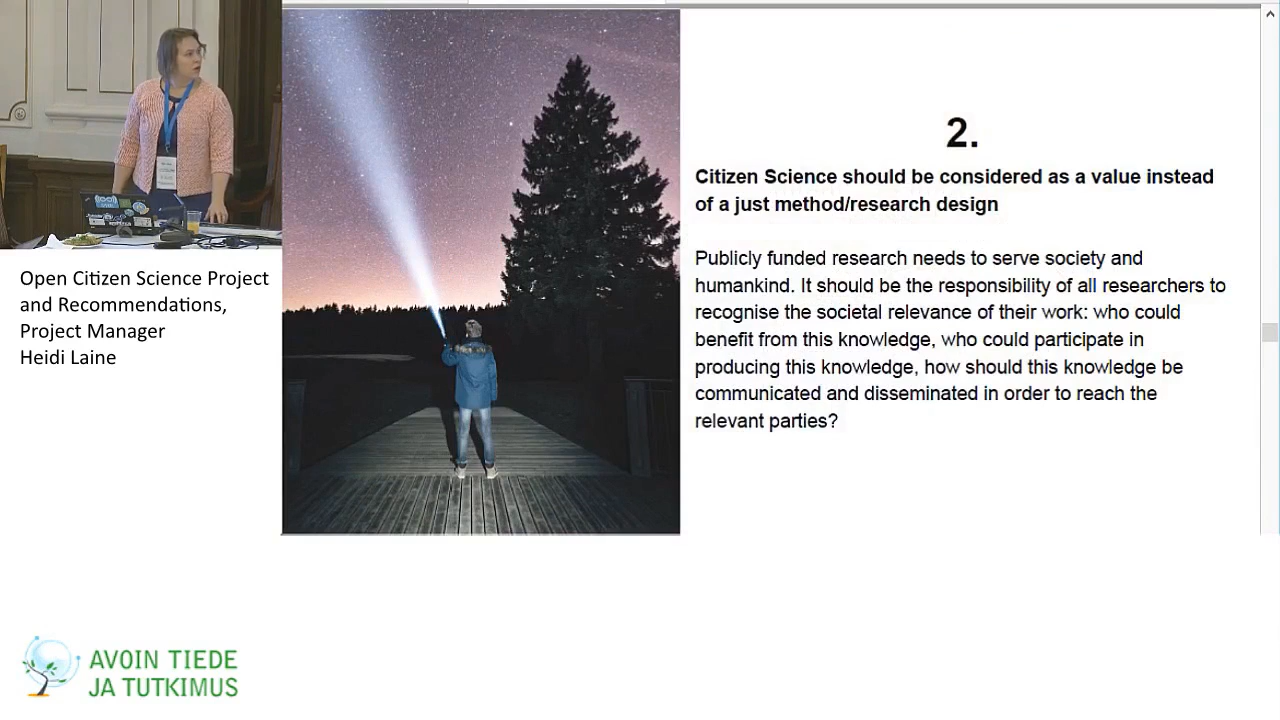 Open Citizen Science Project
and Recommendations,
Project Manager
Heidi Laine
2.
Citizen Science should be considered as a value instead
of a just method/research design
Publicly funded research needs to serve society and
humankind. It should be the responsibility of all researchers to
recognise the societal relevance of their work: who could
benefit from this knowledge, who could participate in
producing this knowledge, how should this knowledge be
communicated and disseminated in order to reach the
relevant parties?
AVOIN TIEDE
JA TUTKIMUS